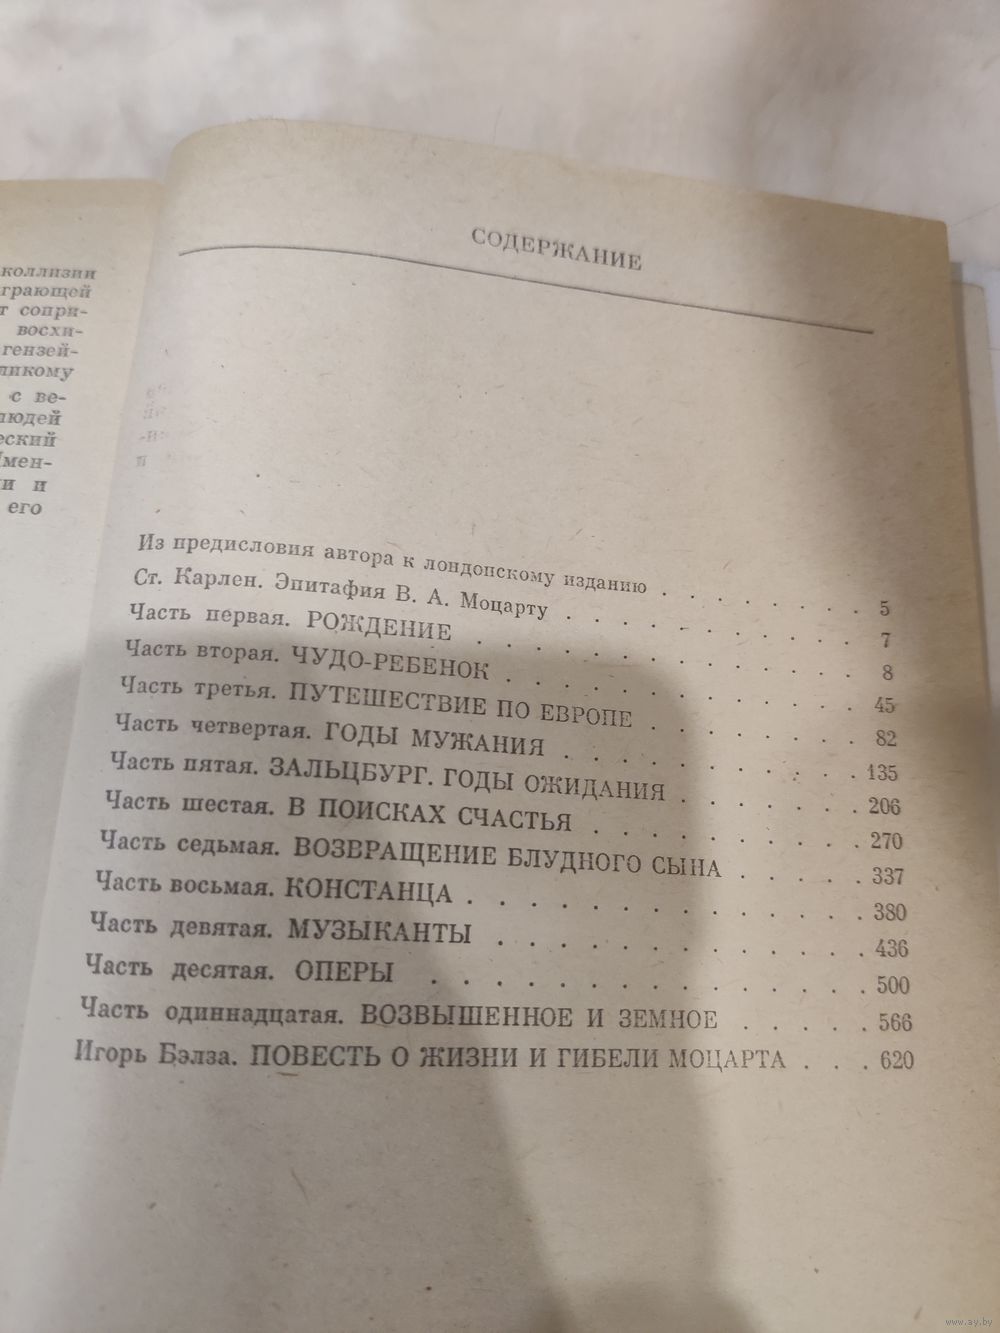 коллизии
грающей
т сопри-
восхи-
гензей-
ликому
с ве-
людей
еский
Імен-
и и
его
СОДЕРЖАНИЕ
Из предисловия автора к лондонскому изданию . . . . . . . . 5
Ст. Карлен. Эпитафия В. А. Моцарту . . . . . . . . . . 7
Часть первая. РОЖДЕНИЕ . . . . . . . . . . . . . 8
Часть вторая. ЧУДО-РЕБЕНОК . . . . . . . . . . . . 45
Часть третья. ПУТЕШЕСТВИЕ ПО ЕВРОПЕ . . . . . . . . 82
Часть четвертая. ГОДЫ МУЖАНИЯ . . . . . . . . . . 135
Часть пятая. ЗАЛЬЦБУРГ. ГОДЫ ОЖИДАНИЯ . . . . . . . 206
Часть шестая. В ПОИСКАХ СЧАСТЬЯ . . . . . . . . . . 270
Часть седьмая. ВОЗВРАЩЕНИЕ БЛУДНОГО СЫНА . . . . . 337
Часть восьмая. КОНСТАНЦА . . . . . . . . . . . . . 380
Часть девятая. МУЗЫКАНТЫ . . . . . . . . . . . . 436
Часть десятая. ОПЕРЫ . . . . . . . . . . . . . . 500
Часть одиннадцатая. ВОЗВЫШЕННОЕ И ЗЕМНОЕ . . . . . 566
Игорь Бэлза. ПОВЕСТЬ О ЖИЗНИ И ГИБЕЛИ МОЦАРТА . . . 620
www.ay.by